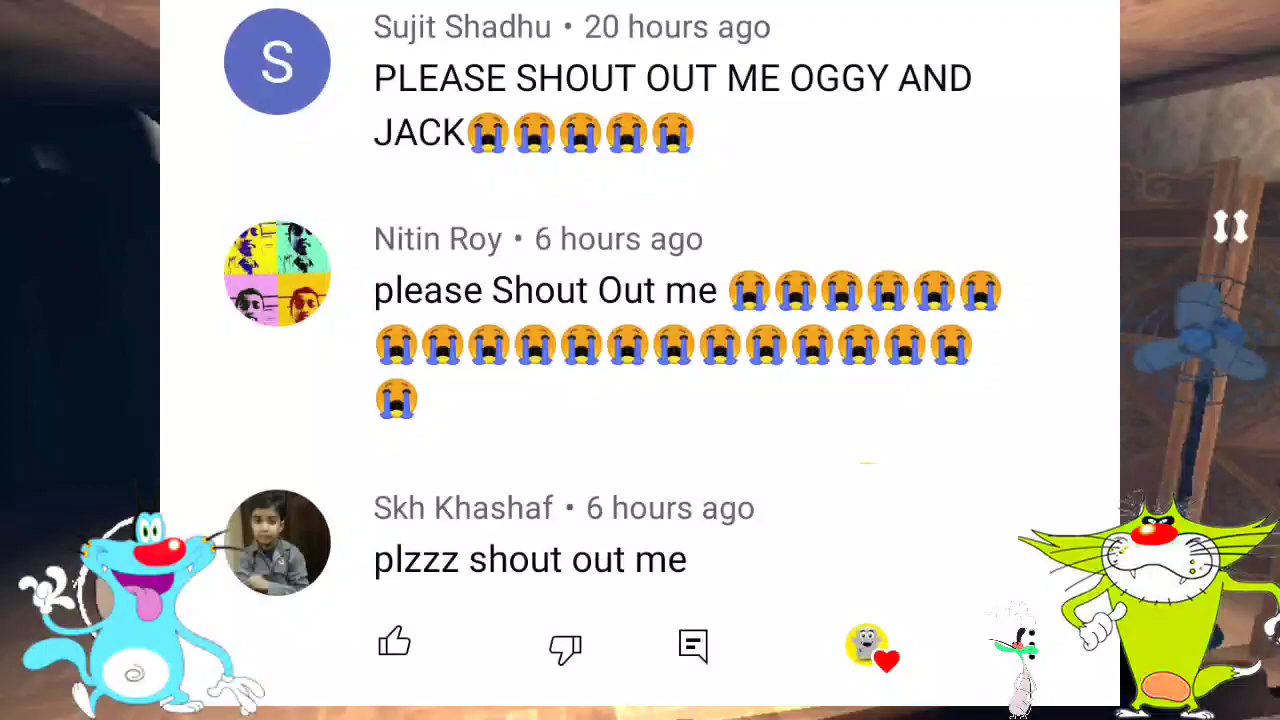 S
Sujit Shadhu • 20 hours ago
PLEASE SHOUT OUT ME OGGY AND
JACK😭😭😭😭😭
Nitin Roy • 6 hours ago
please Shout Out me 😭😭😭😭😭😭
😭😭😭😭😭😭😭😭😭😭😭😭😭
😭
Skh Khashaf • 6 hours ago
plzzz shout out me